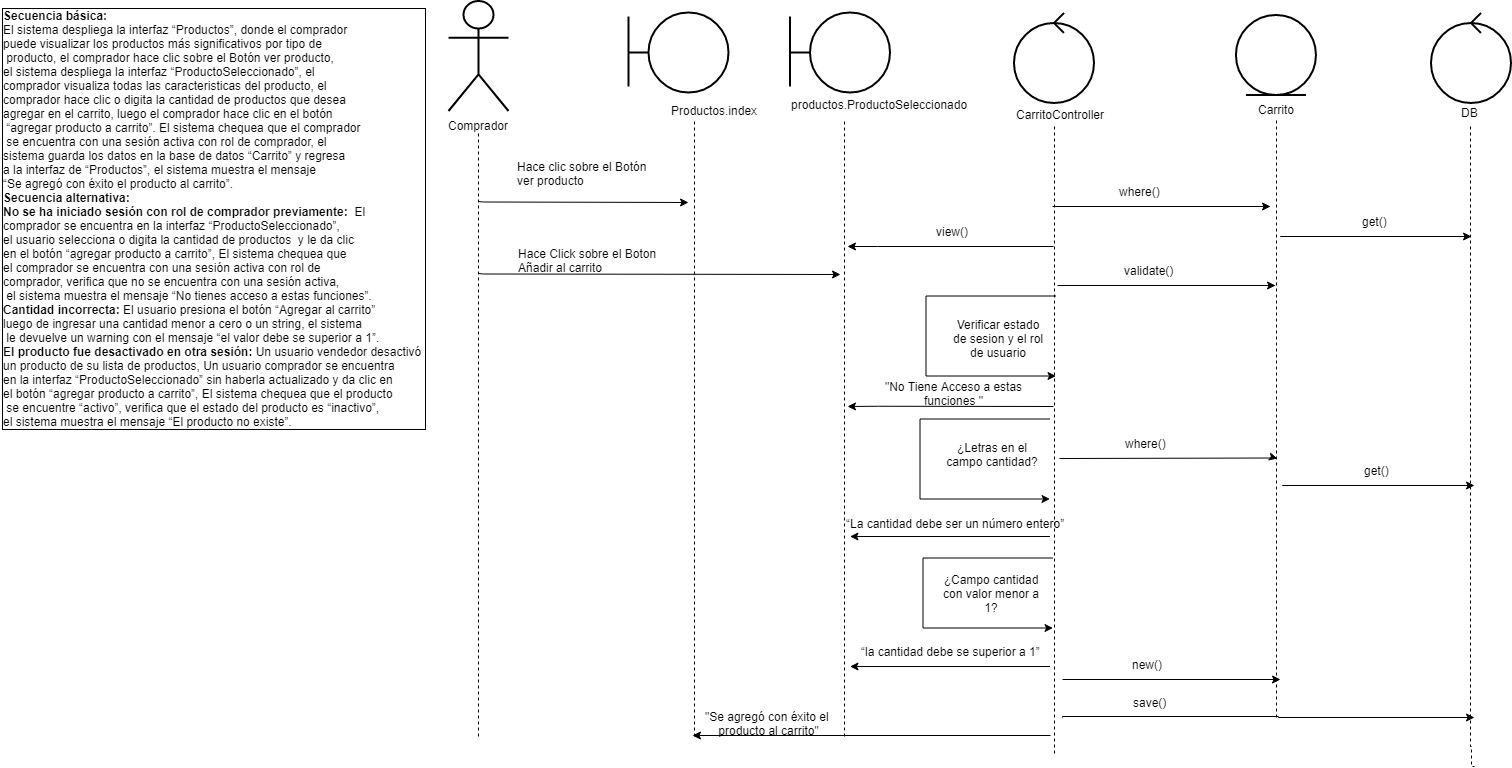 Secuencia básica:
El sistema despliega la interfaz “Productos”, donde el comprador
puede visualizar los productos más significativos por tipo de
producto, el comprador hace clic sobre el Botón ver producto,
el sistema despliega la interfaz “ProductoSeleccionado”, el
comprador visualiza todas las caracteristicas del producto, el
comprador hace clic o digita la cantidad de productos que desea
agregar en el carrito, luego el comprador hace clic en el botón
“agregar producto a carrito”. El sistema chequea que el comprador
se encuentra con una sesión activa con rol de comprador, el
sistema guarda los datos en la base de datos “Carrito” y regresa
a la interfaz de “Productos”, el sistema muestra el mensaje
“Se agregó con éxito el producto al carrito”.
Secuencia alternativa:
No se ha iniciado sesión con rol de comprador previamente: El
comprador se encuentra en la interfaz “ProductoSeleccionado”,
el usuario selecciona o digita la cantidad de productos y le da clic
en el botón “agregar producto a carrito”, El sistema chequea que
el comprador se encuentra con una sesión activa con rol de
comprador, verifica que no se encuentra con una sesión activa,
el sistema muestra el mensaje “No tienes acceso a estas funciones”.
Cantidad incorrecta: El usuario presiona el botón “Agregar al carrito”
luego de ingresar una cantidad menor a cero o un string, el sistema
le devuelve un warning con el mensaje “el valor debe se superior a 1”.
El producto fue desactivado en otra sesión: Un usuario vendedor desactivó
un producto de su lista de productos, Un usuario comprador se encuentra
en la interfaz “ProductoSeleccionado” sin haberla actualizado y da clic en
el botón “agregar producto a carrito”, El sistema chequea que el producto
se encuentre “activo”, verifica que el estado del producto es “inactivo”,
el sistema muestra el mensaje “El producto no existe”.
Comprador
Productos.index
productos.ProductoSeleccionado
CarritoController
Carrito
DB
Hace clic sobre el Botón
ver producto
where()
get()
view()
Hace Click sobre el Boton
Añadir al carrito
validate()
Verificar estado
de sesion y el rol
de usuario
"No Tiene Acceso a estas
funciones "
¿Letras en el
campo cantidad?
where()
get()
“La cantidad debe ser un número entero”
¿Campo cantidad
con valor menor a
1?
“la cantidad debe se superior a 1”
new()
save()
"Se agregó con éxito el
producto al carrito"